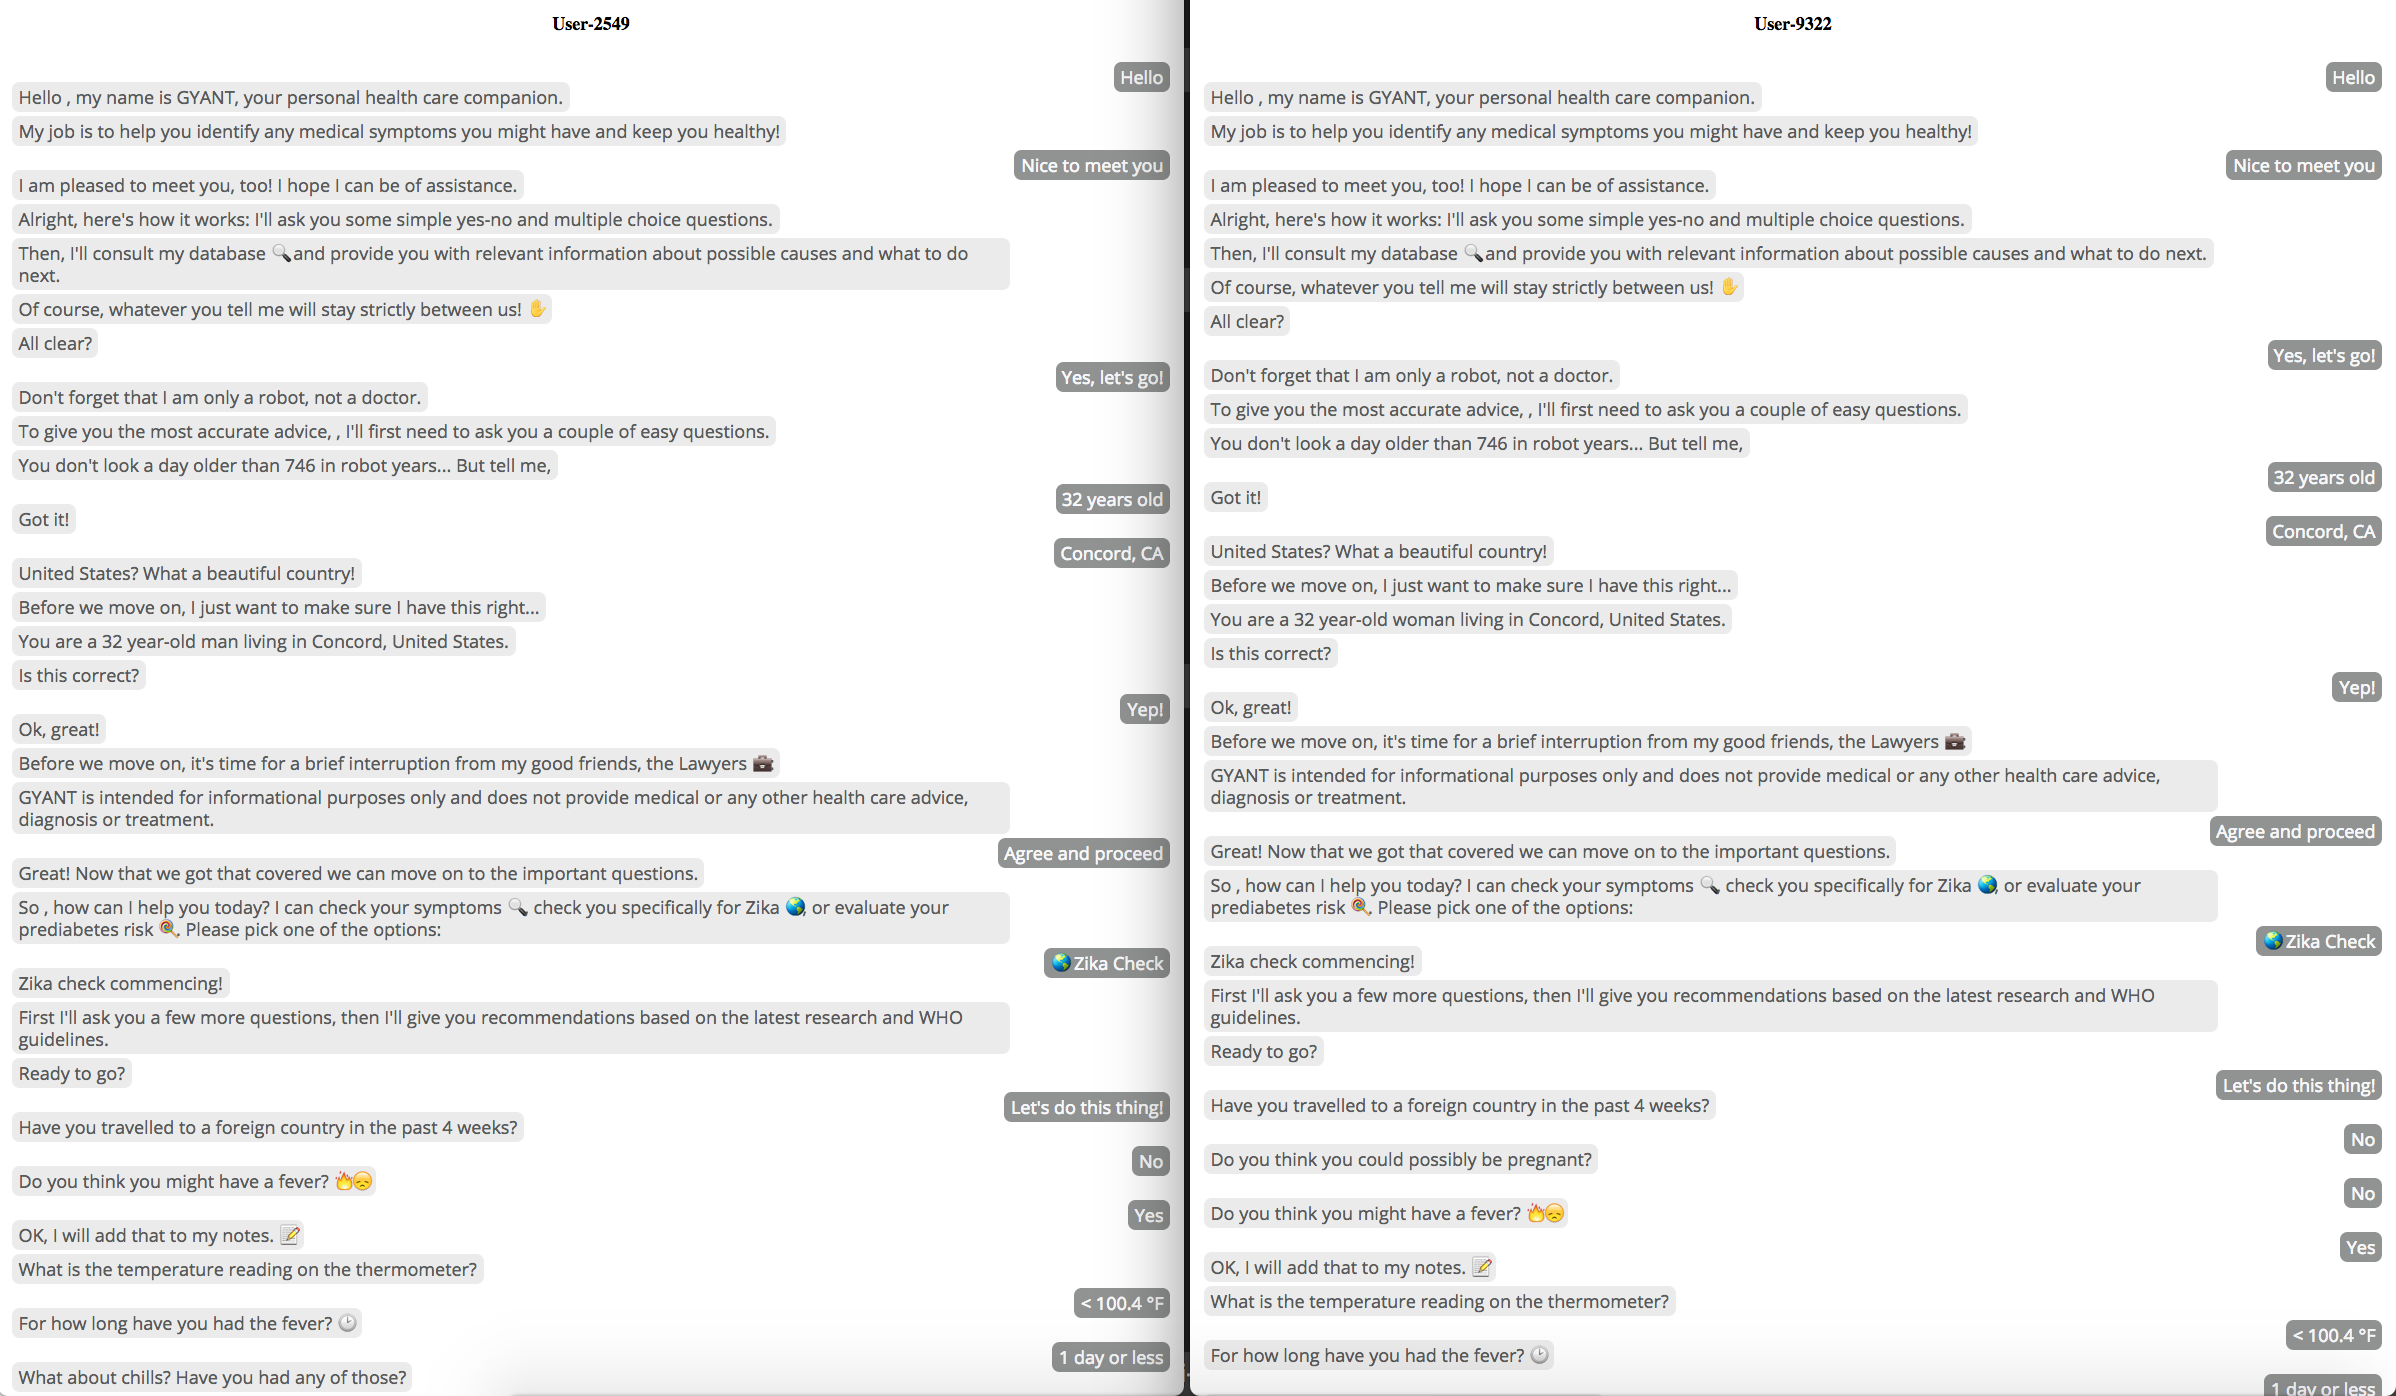 User-2549
Hello
Hello , my name is GYANT, your personal health care companion.
My job is to help you identify any medical symptoms you might have and keep you healthy!
Nice to meet you
I am pleased to meet you, too! I hope I can be of assistance.
Alright, here's how it works: I'll ask you some simple yes-no and multiple choice questions.
Then, I'll consult my database 🔍and provide you with relevant information about possible causes and what to do
next.
Of course, whatever you tell me will stay strictly between us! ✋
All clear?
Yes, let's go!
Don't forget that I am only a robot, not a doctor.
To give you the most accurate advice, , I'll first need to ask you a couple of easy questions.
You don't look a day older than 746 in robot years... But tell me,
32 years old
Got it!
Concord, CA
United States? What a beautiful country!
Before we move on, I just want to make sure I have this right...
You are a 32 year-old man living in Concord, United States.
Is this correct?
Yep!
Ok, great!
Before we move on, it's time for a brief interruption from my good friends, the Lawyers 💼
GYANT is intended for informational purposes only and does not provide medical or any other health care advice,
diagnosis or treatment.
Agree and proceed
Great! Now that we got that covered we can move on to the important questions.
So , how can I help you today? I can check your symptoms 🔍, check you specifically for Zika 🌎, or evaluate your
prediabetes risk 🍭. Please pick one of the options:
🌎Zika Check
Zika check commencing!
First I'll ask you a few more questions, then I'll give you recommendations based on the latest research and WHO
guidelines.
Ready to go?
Let's do this thing!
Have you travelled to a foreign country in the past 4 weeks?
No
Do you think you might have a fever? 🔥😞
Yes
OK, I will add that to my notes. 📝
What is the temperature reading on the thermometer?
< 100.4 °F
For how long have you had the fever? 🕑
1 day or less
What about chills? Have you had any of those?
User-9322
Hello
Hello , my name is GYANT, your personal health care companion.
My job is to help you identify any medical symptoms you might have and keep you healthy!
Nice to meet you
I am pleased to meet you, too! I hope I can be of assistance.
Alright, here's how it works: I'll ask you some simple yes-no and multiple choice questions.
Then, I'll consult my database 🔍and provide you with relevant information about possible causes and what to do next.
Of course, whatever you tell me will stay strictly between us! ✋
All clear?
Yes, let's go!
Don't forget that I am only a robot, not a doctor.
To give you the most accurate advice, , I'll first need to ask you a couple of easy questions.
You don't look a day older than 746 in robot years... But tell me,
32 years old
Got it!
Concord, CA
United States? What a beautiful country!
Before we move on, I just want to make sure I have this right...
You are a 32 year-old woman living in Concord, United States.
Is this correct?
Yep!
Ok, great!
Before we move on, it's time for a brief interruption from my good friends, the Lawyers 💼
GYANT is intended for informational purposes only and does not provide medical or any other health care advice,
diagnosis or treatment.
Agree and proceed
Great! Now that we got that covered we can move on to the important questions.
So , how can I help you today? I can check your symptoms 🔍, check you specifically for Zika 🌎, or evaluate your
prediabetes risk 🍭. Please pick one of the options:
🌎Zika Check
Zika check commencing!
First I'll ask you a few more questions, then I'll give you recommendations based on the latest research and WHO
guidelines.
Ready to go?
Let's do this thing!
Have you travelled to a foreign country in the past 4 weeks?
No
Do you think you could possibly be pregnant?
No
Do you think you might have a fever? 🔥😞
Yes
OK, I will add that to my notes. 📝
What is the temperature reading on the thermometer?
< 100.4 °F
For how long have you had the fever? 🕑
1 day or less